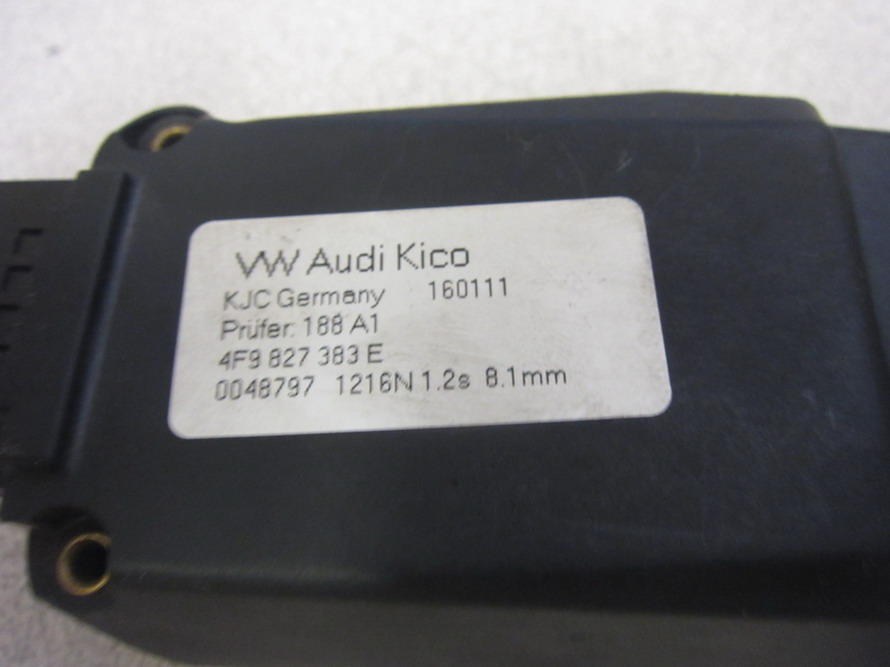 VW Audi Kico
KJC Germany 160111
Prüfer: 188 A1
4F9 827 383 E
0048797 1216N 1.2s 8.1mm